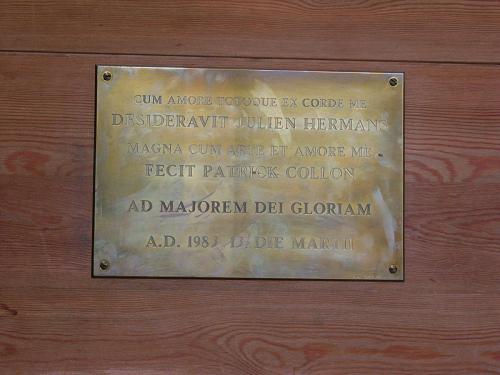 CUM AMORE TOTOQUE EX CORDE ME
DESIDERAVIT JULIEN HERMANS
MAGNA CUM ARTE ET AMORE ME
FECIT PATRICK COLLON
AD MAJOREM DEI GLORIAM
A.D. DIE MARTII